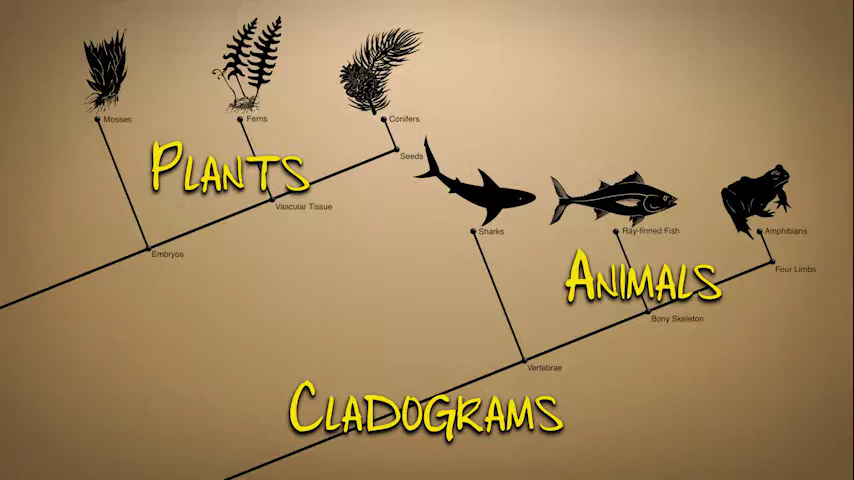 Mosses
Ferns
Conifers
Seeds
PLANTS
Vascular Tissue
Embryos
Sharks
Ray-finned Fish
Amphibians
ANIMALS
Four Limbs
Bony Skeleton
Vertebrae
CLADOGRAMS